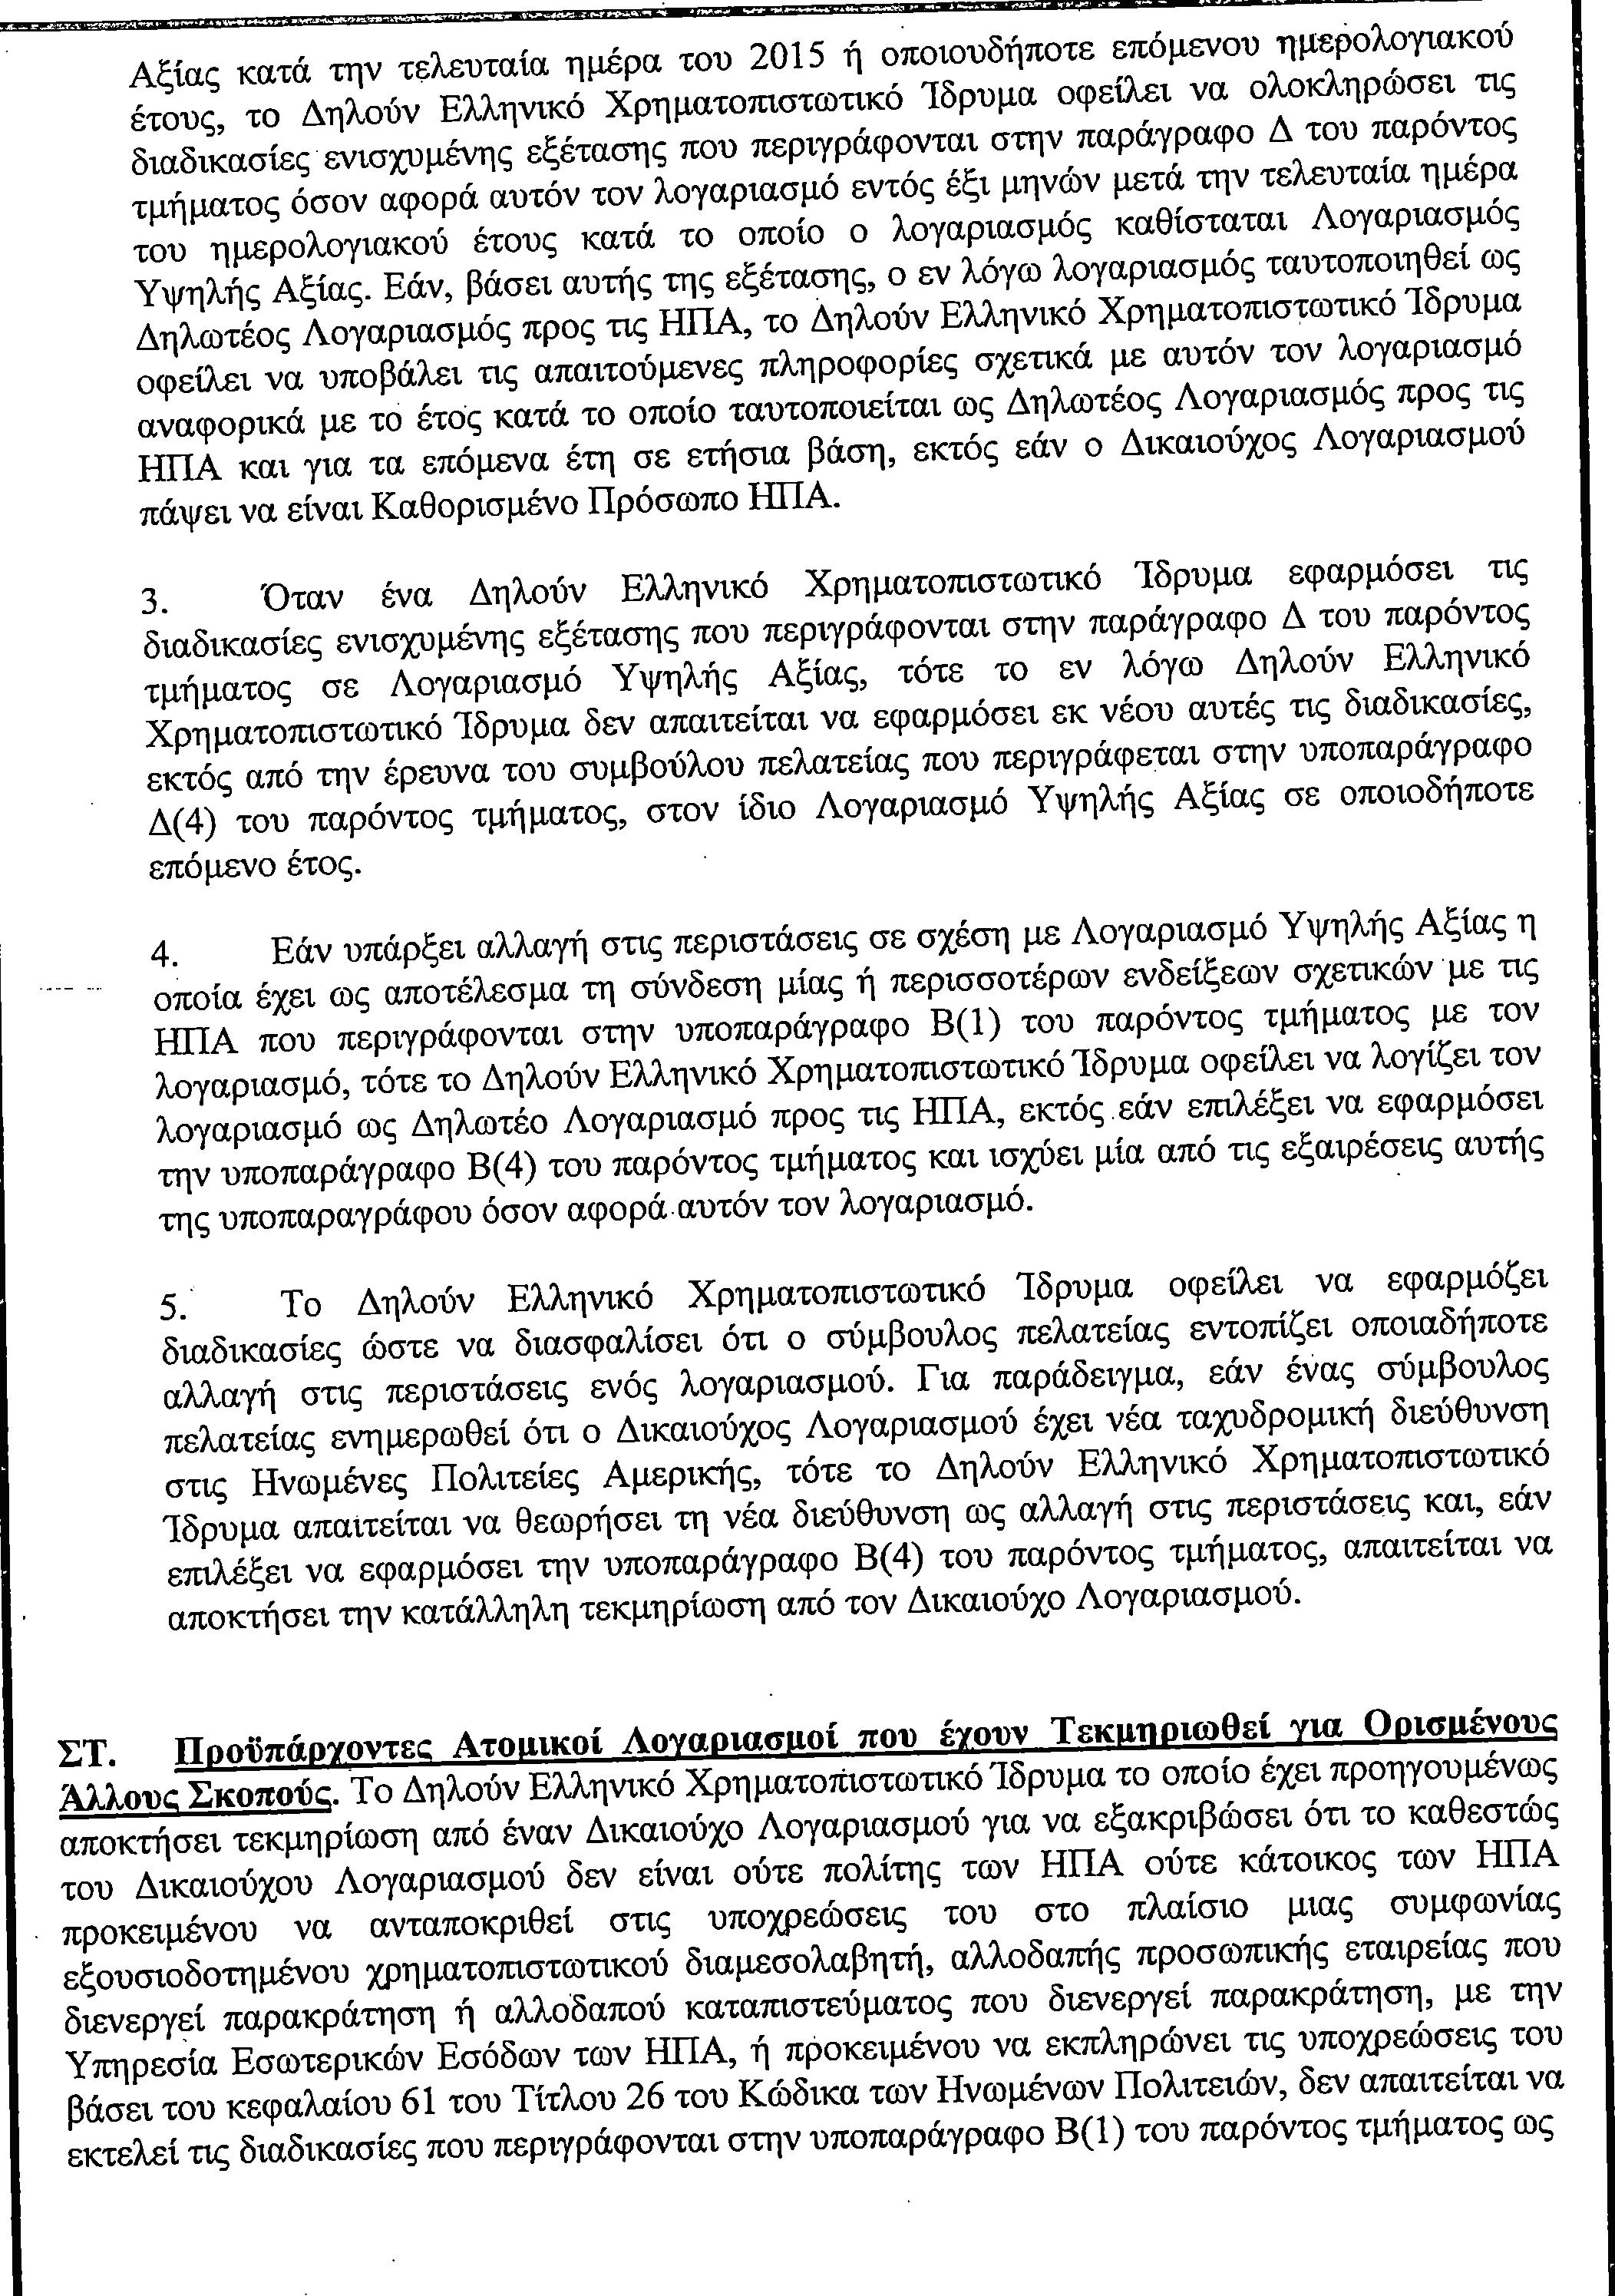 Αξίας κατά την τελευταία ημέρα του 2015 ή οποιουδήποτε επόμενου ημερολογιακού
έτους, το Δηλούν Ελληνικό Χρηματοπιστωτικό Ίδρυμα οφείλει να ολοκληρώσει τις
διαδικασίες ενισχυμένης εξέτασης που περιγράφονται στην παράγραφο Δ του παρόντος
τμήματος όσον αφορά αυτόν τον λογαριασμό εντός έξι μηνών μετά την τελευταία ημέρα
του ημερολογιακού έτους κατά το οποίο ο λογαριασμός καθίσταται Λογαριασμός
Υψηλής Αξίας. Εάν, βάσει αυτής της εξέτασης, ο εν λόγω λογαριασμός ταυτοποιηθεί ως
Δηλωτέος Λογαριασμός προς τις ΗΠΑ, το Δηλούν Ελληνικό Χρηματοπιστωτικό Ίδρυμα
οφείλει να υποβάλει τις απαιτούμενες πληροφορίες σχετικά με αυτόν τον λογαριασμό
αναφορικά με το έτος κατά το οποίο ταυτοποιείται ως Δηλωτέος Λογαριασμός προς τις
ΗΠΑ και για τα επόμενα έτη σε ετήσια βάση, εκτός εάν ο Δικαιούχος Λογαριασμού
πάψει να είναι Καθορισμένο Πρόσωπο ΗΠΑ.
3. Όταν ένα Δηλούν Ελληνικό Χρηματοπιστωτικό Ίδρυμα εφαρμόσει τις
διαδικασίες ενισχυμένης εξέτασης που περιγράφονται στην παράγραφο Δ του παρόντος
τμήματος σε Λογαριασμό Υψηλής Αξίας, τότε το εν λόγω Δηλούν Ελληνικό
Χρηματοπιστωτικό Ίδρυμα δεν απαιτείται να εφαρμόσει εκ νέου αυτές τις διαδικασίες,
εκτός από την έρευνα του συμβούλου πελατείας που περιγράφεται στην υποπαράγραφο
Δ(4) του παρόντος τμήματος, στον ίδιο Λογαριασμό Υψηλής Αξίας σε οποιοδήποτε
επόμενο έτος.
4. Εάν υπάρξει αλλαγή στις περιστάσεις σε σχέση με Λογαριασμό Υψηλής Αξίας η
οποία έχει ως αποτέλεσμα τη σύνδεση μίας ή περισσοτέρων ενδείξεων σχετικών με τις
ΗΠΑ που περιγράφονται στην υποπαράγραφο Β(1) του παρόντος τμήματος με τον
λογαριασμό, τότε το Δηλούν Ελληνικό Χρηματοπιστωτικό Ίδρυμα οφείλει να λογίζει τον
λογαριασμό ως Δηλωτέο Λογαριασμό προς τις ΗΠΑ, εκτός εάν επιλέξει να εφαρμόσει
την υποπαράγραφο Β(4) του παρόντος τμήματος και ισχύει μία από τις εξαιρέσεις αυτής
της υποπαραγράφου όσον αφορά αυτόν τον λογαριασμό.
5. Το Δηλούν Ελληνικό Χρηματοπιστωτικό Ίδρυμα οφείλει να εφαρμόζει
διαδικασίες ώστε να διασφαλίσει ότι ο σύμβουλος πελατείας εντοπίζει οποιαδήποτε
αλλαγή στις περιστάσεις ενός λογαριασμού. Για παράδειγμα, εάν ένας σύμβουλος
πελατείας ενημερωθεί ότι ο Δικαιούχος Λογαριασμού έχει νέα ταχυδρομική διεύθυνση
στις Ηνωμένες Πολιτείες Αμερικής, τότε το Δηλούν Ελληνικό Χρηματοπιστωτικό
Ίδρυμα απαιτείται να θεωρήσει τη νέα διεύθυνση ως αλλαγή στις περιστάσεις και, εάν
επιλέξει να εφαρμόσει την υποπαράγραφο Β(4) του παρόντος τμήματος, απαιτείται να
αποκτήσει την κατάλληλη τεκμηρίωση από τον Δικαιούχο Λογαριασμού.
ΣΤ. Προϋπάρχοντες Ατομικοί Λογαριασμοί που έχουν Τεκμηριωθεί για Ορισμένους
Άλλους Σκοπούς. Το Δηλούν Ελληνικό Χρηματοπιστωτικό Ίδρυμα το οποίο έχει προηγουμένως
αποκτήσει τεκμηρίωση από έναν Δικαιούχο Λογαριασμού για να εξακριβώσει ότι το καθεστώς
του Δικαιούχου Λογαριασμού δεν είναι ούτε πολίτης των ΗΠΑ ούτε κάτοικος των ΗΠΑ
προκειμένου να ανταποκριθεί στις υποχρεώσεις του στο πλαίσιο μιας συμφωνίας
εξουσιοδοτημένου χρηματοπιστωτικού διαμεσολαβητή, αλλοδαπής προσωπικής εταιρείας που
διενεργεί παρακράτηση ή αλλοδαπού καταπιστεύματος που διενεργεί παρακράτηση, με την
Υπηρεσία Εσωτερικών Εσόδων των ΗΠΑ, ή προκειμένου να εκπληρώνει τις υποχρεώσεις του
βάσει του κεφαλαίου 61 του Τίτλου 26 του Κώδικα των Ηνωμένων Πολιτειών, δεν απαιτείται να
εκτελεί τις διαδικασίες που περιγράφονται στην υποπαράγραφο Β(1) του παρόντος τμήματος ως